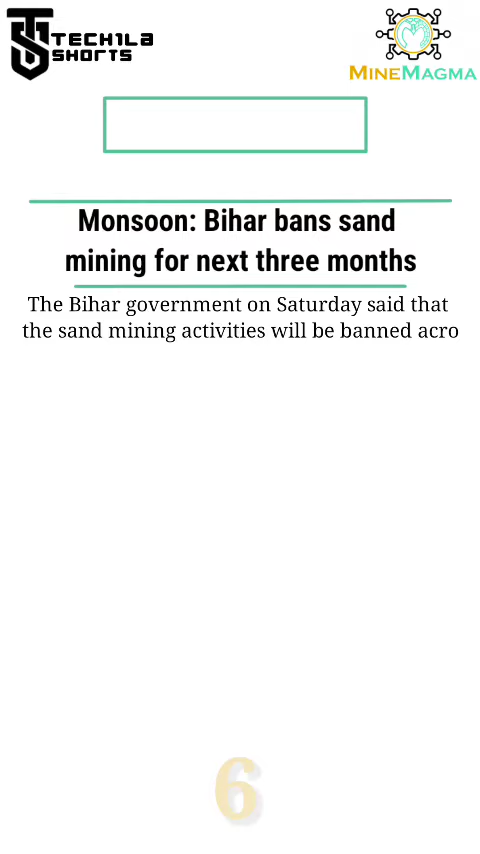 TECH1LA
SHORTS
MINEMAGMA
Monsoon: Bihar bans sand
mining for next three months
The Bihar government on Saturday said that
the sand mining activities will be banned acro
6